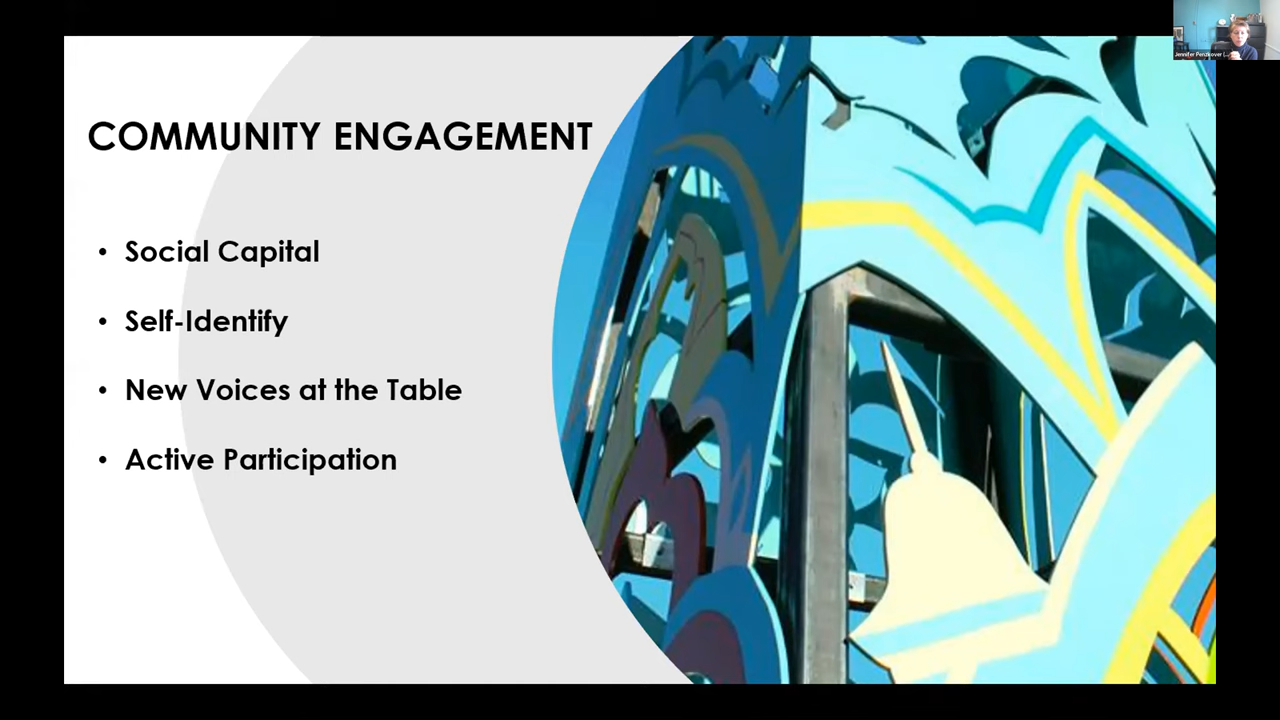 COMMUNITY ENGAGEMENT
• Social Capital
• Self-Identify
• New Voices at the Table
• Active Participation